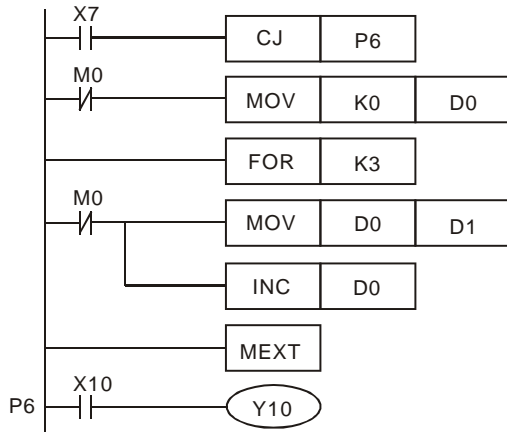 X7
CJ P6
M0
MOV K0 D0
FOR K3
M0
MOV D0 D1
INC D0
MEXT
X10
P6 Y10